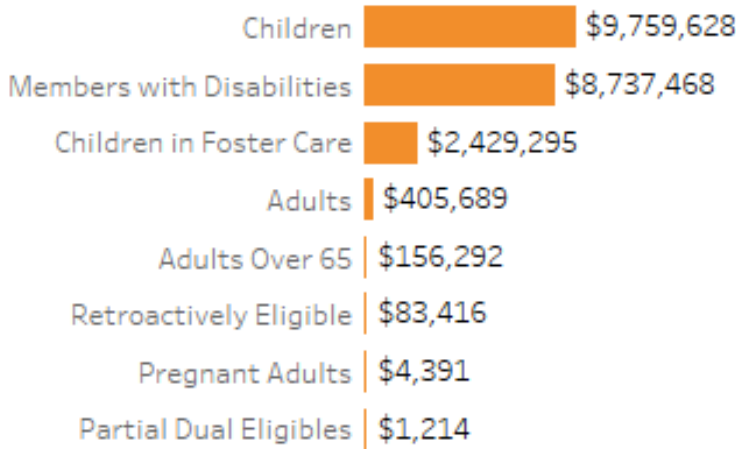 Children $9,759,628
Members with Disabilities $8,737,468
Children in Foster Care $2,429,295
Adults $405,689
Adults Over 65 $156,292
Retroactively Eligible $83,416
Pregnant Adults $4,391
Partial Dual Eligibles $1,214